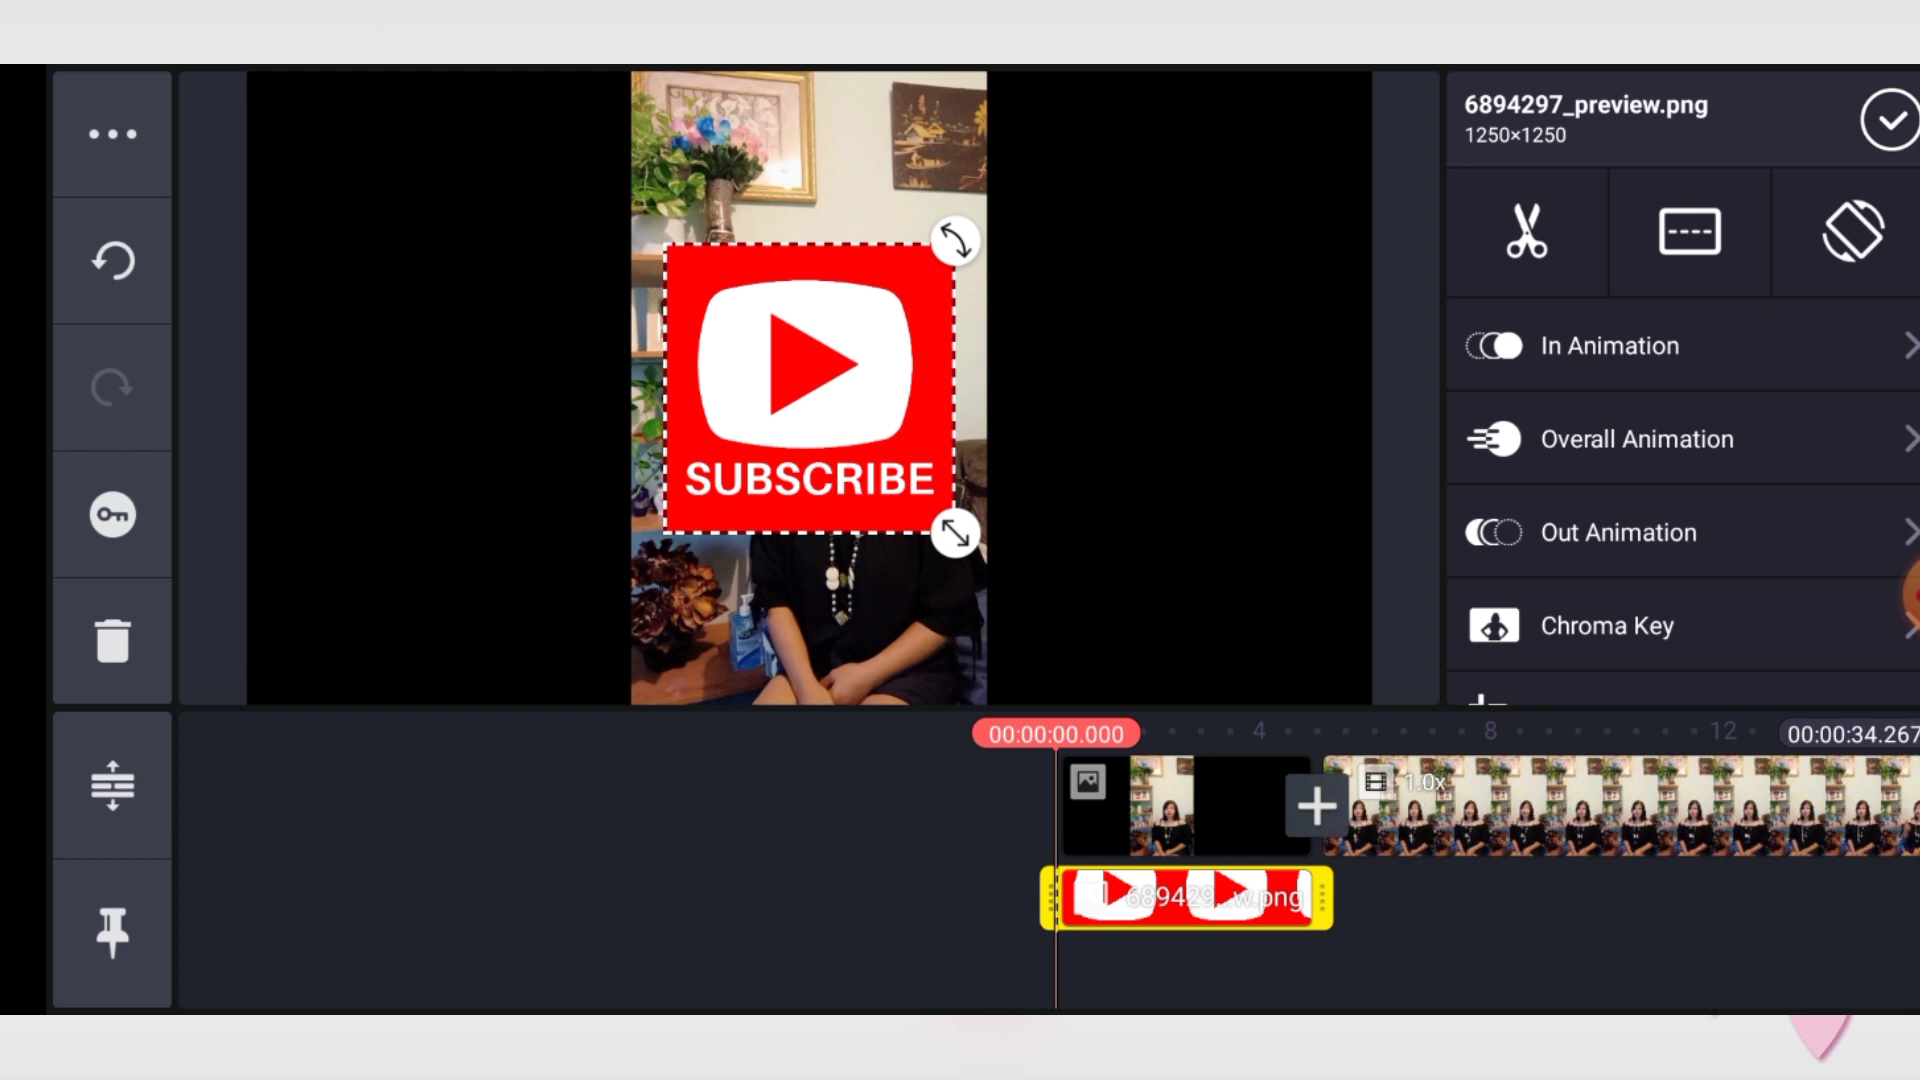 6894297_preview.png
1250×1250
SUBSCRIBE
In Animation
Overall Animation
Out Animation
Chroma Key
00:00:00.000
4
8
12
00:00:34.267
1.0x
689429...w.png